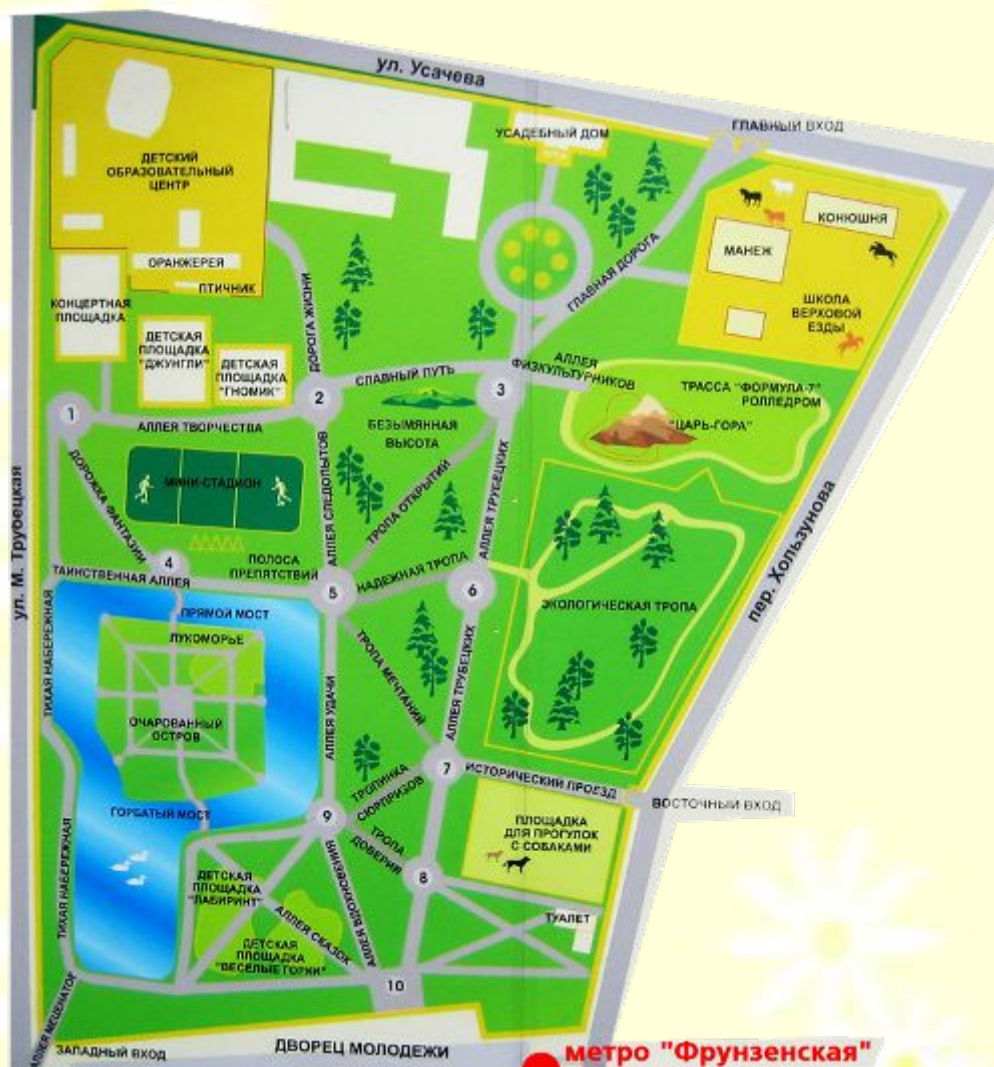 ул. Усачева
ГЛАВНЫЙ ВХОД
УСАДЕБНЫЙ ДОМ
ДЕТСКИЙ
ОБРАЗОВАТЕЛЬНЫЙ
ЦЕНТР
КОНЮШНЯ
МАНЕЖ
ОРАНЖЕРЕЯ
ПТИЧНИК
КОНЦЕРТНАЯ
ПЛОЩАДКА
ДОРОГА ЖИЗНИ
ГЛАВНАЯ ДОРОГА
ШКОЛА
ВЕРХОВОЙ
ЕЗДЫ
ДЕТСКАЯ
ПЛОЩАДКА
"ДЖУНГЛИ"
ДЕТСКАЯ
ПЛОЩАДКА
"ГНОМИК"
СЛАВНЫЙ ПУТЬ
АЛЛЕЯ
ФИЗКУЛЬТУРНИКОВ
ТРАССА "ФОРМУЛА-7"
РОЛЛЕДРОМ
"ЦАРЬ-ГОРА"
1
2
3
АЛЛЕЯ ТВОРЧЕСТВА
БЕЗЫМЯННАЯ
ВЫСОТА
ДОРОЖКА ФАНТАЗИИ
МИНИ-СТАДИОН
АЛЛЕЯ СЛЕДОПЫТОВ
ТРОПА ОТКРЫТИЙ
АЛЛЕЯ ТРУБЕЦКИХ
ул. М. Трубецкая
пер. Хользунова
4
ПОЛОСА
ПРЕПЯТСТВИЙ
ТАИНСТВЕННАЯ АЛЛЕЯ
5
НАДЕЖНАЯ ТРОПА
6
ЭКОЛОГИЧЕСКАЯ ТРОПА
ПРЯМОЙ МОСТ
ЛУКОМОРЬЕ
ТИХАЯ НАБЕРЕЖНАЯ
ОЧАРОВАННЫЙ
ОСТРОВ
АЛЛЕЯ УДАЧИ
ТРОПА МЕЧТАНИЙ
АЛЛЕЯ ТРУБЕЦКИХ
7
ИСТОРИЧЕСКИЙ ПРОЕЗД
ВОСТОЧНЫЙ ВХОД
ТРОПИНКА
СЮРПРИЗОВ
ГОРБАТЫЙ МОСТ
9
ТРОПА
ДОВЕРИЯ
ПЛОЩАДКА
ДЛЯ ПРОГУЛОК
С СОБАКАМИ
8
ТИХАЯ НАБЕРЕЖНАЯ
ДЕТСКАЯ
ПЛОЩАДКА
"ЛАБИРИНТ"
АЛЛЕЯ СКАЗОК
АЛЛЕЯ ВДОХНОВЕНИЯ
ТУАЛЕТ
ДЕТСКАЯ
ПЛОЩАДКА
"ВЕСЕЛЫЕ ГОРКИ"
10
АЛЛЕЯ МЕЦЕНАТОВ
ЗАПАДНЫЙ ВХОД
ДВОРЕЦ МОЛОДЕЖИ
метро "Фрунзенская"